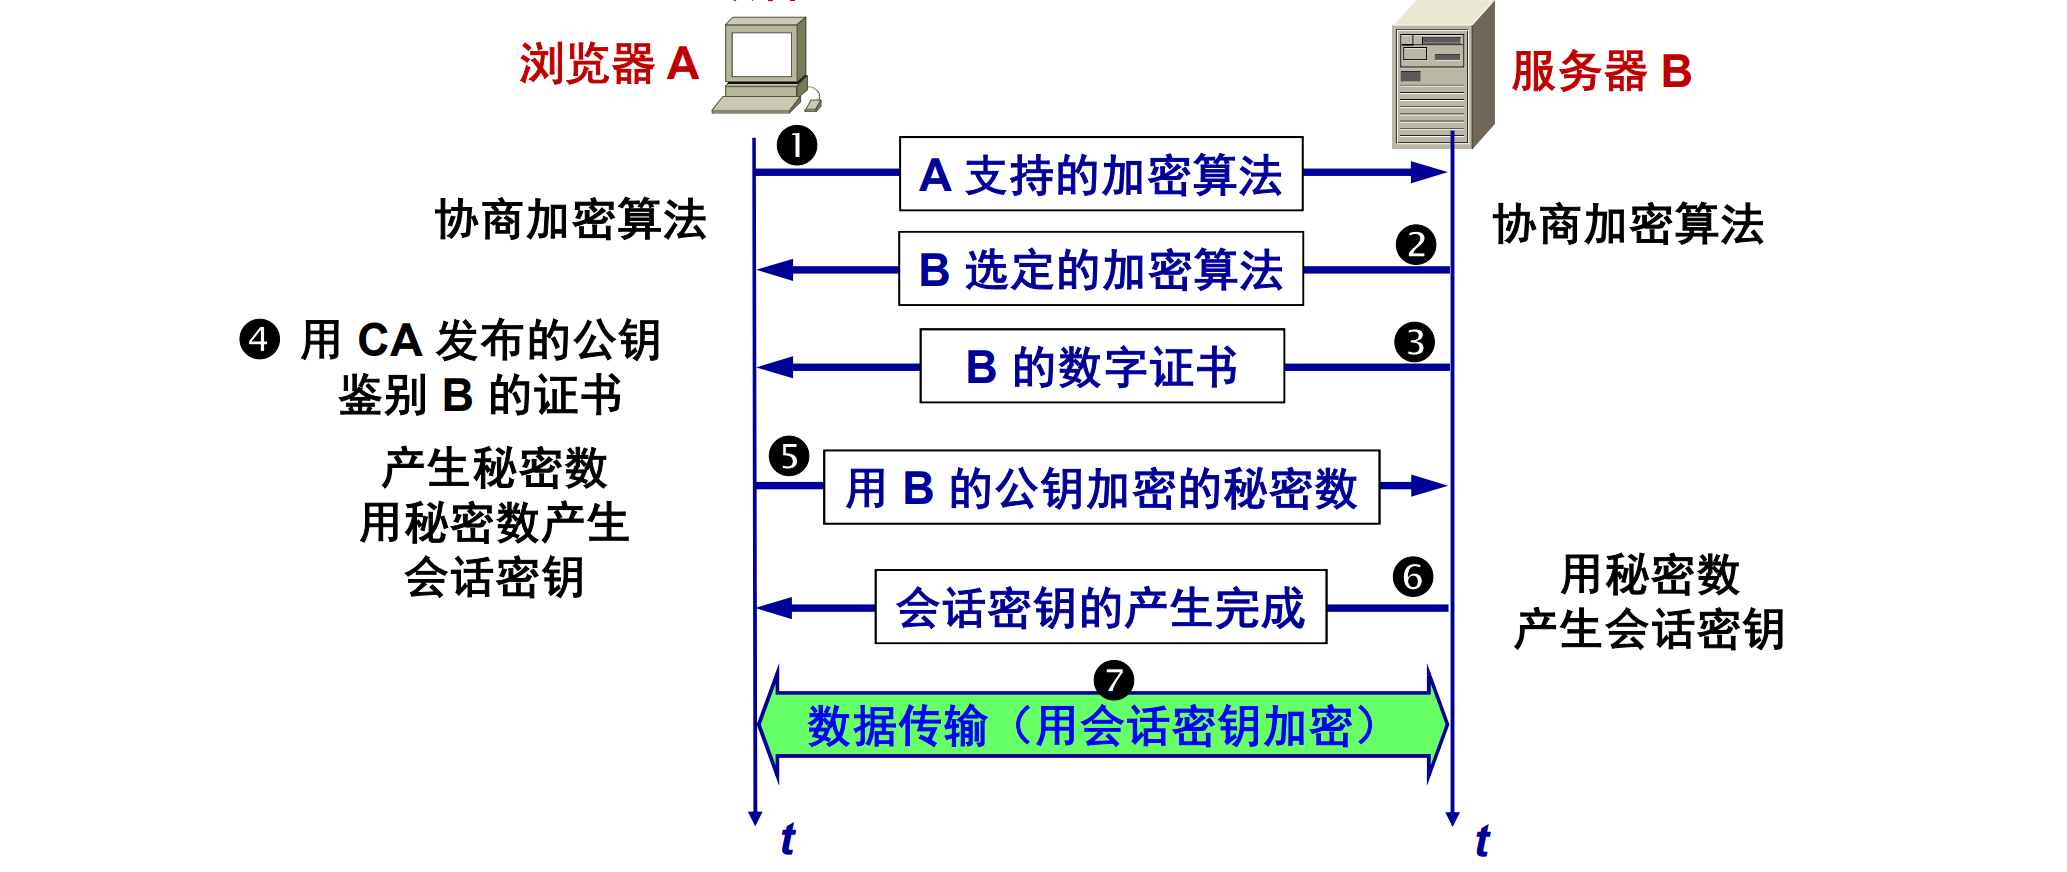 浏览器 A
服务器 B
❶
A 支持的加密算法
协商加密算法
协商加密算法
❷
B 选定的加密算法
❸
B 的数字证书
❹ 用 CA 发布的公钥
鉴别 B 的证书
产生秘密数
用秘密数产生
会话密钥
❺
用 B 的公钥加密的秘密数
❻
会话密钥的产生完成
用秘密数
产生会话密钥
❼
数据传输（用会话密钥加密）
t
t